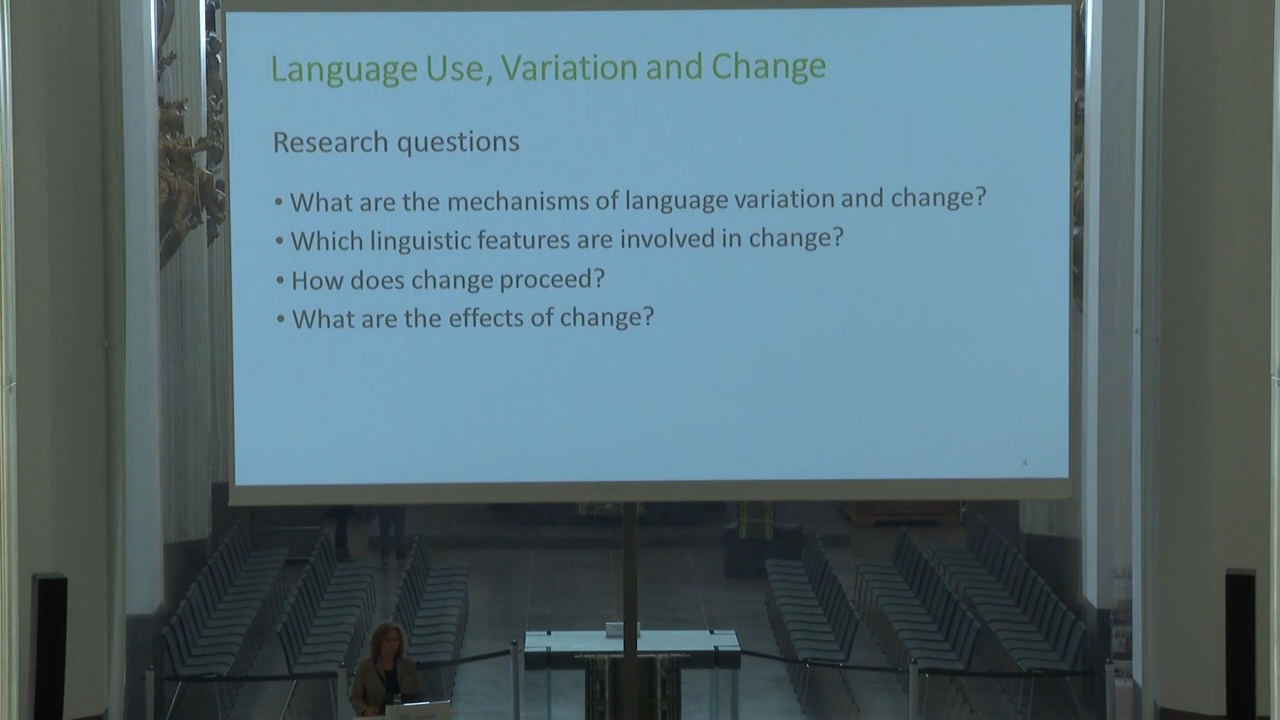 Language Use, Variation and Change
Research questions
• What are the mechanisms of language variation and change?
• Which linguistic features are involved in change?
• How does change proceed?
• What are the effects of change?
4